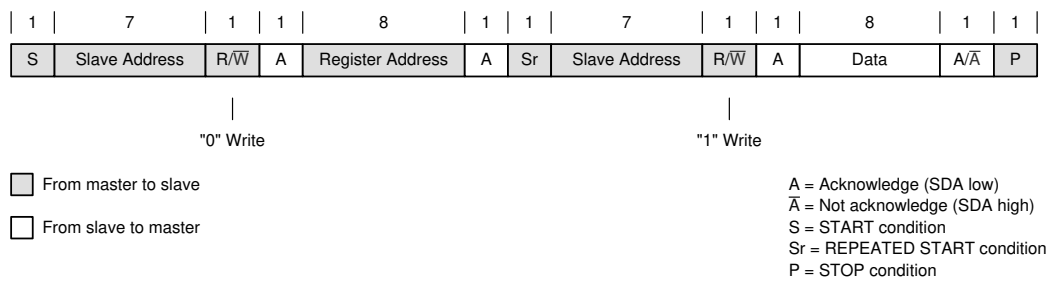 1 7 1 1 8 1 1 7 1 1 8 1 1
S Slave Address R/W̅ A Register Address A Sr Slave Address R/W̅ A Data A/A̅ P
"0" Write "1" Write
From master to slave
From slave to master
A = Acknowledge (SDA low)
A̅ = Not acknowledge (SDA high)
S = START condition
Sr = REPEATED START condition
P = STOP condition